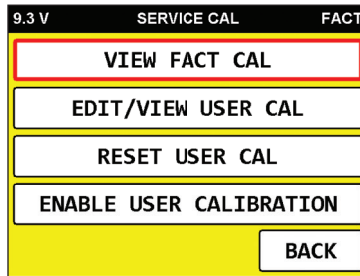 9.3 V SERVICE CAL FACT
VIEW FACT CAL
EDIT/VIEW USER CAL
RESET USER CAL
ENABLE USER CALIBRATION
BACK